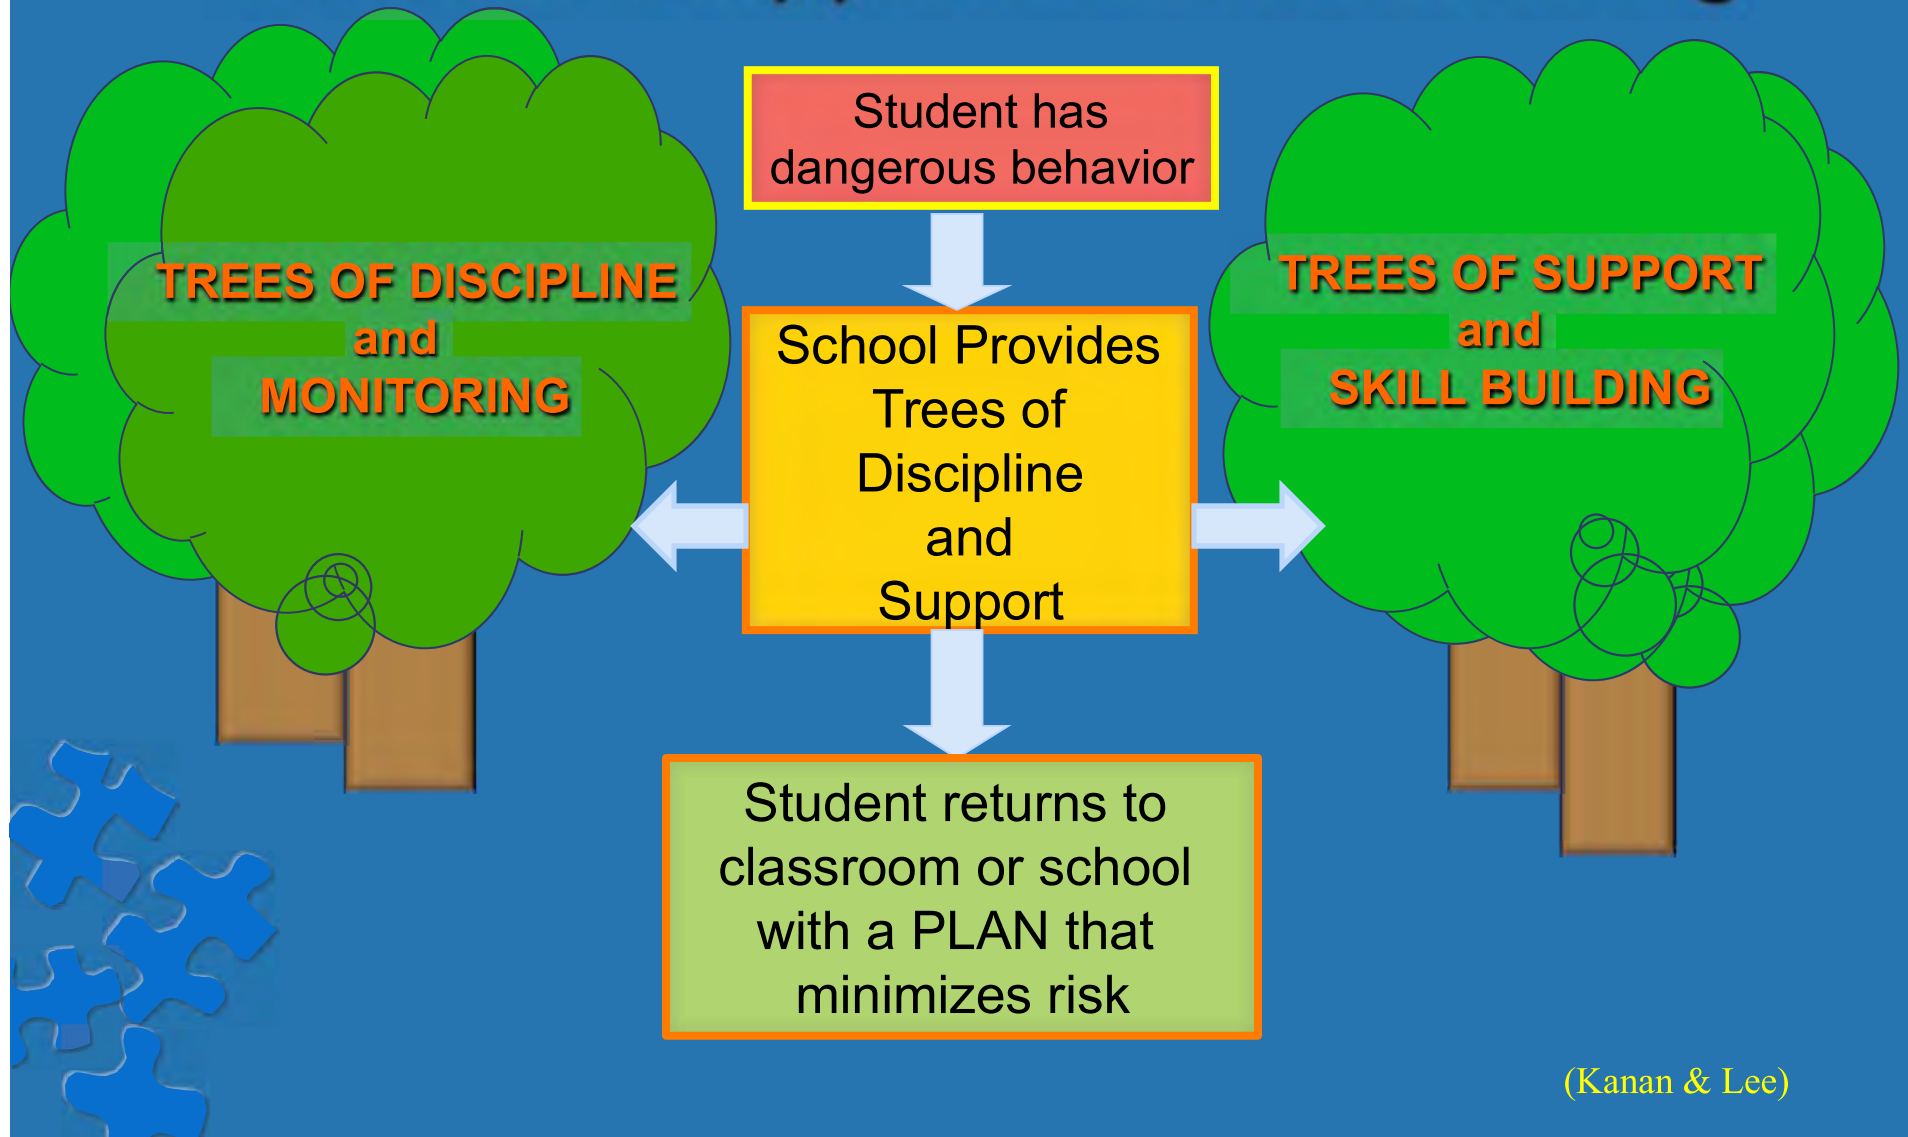 Student has
dangerous behavior
TREES OF DISCIPLINE
and
MONITORING
School Provides
Trees of
Discipline
and
Support
TREES OF SUPPORT
and
SKILL BUILDING
Student returns to
classroom or school
with a PLAN that
minimizes risk
(Kanan & Lee)